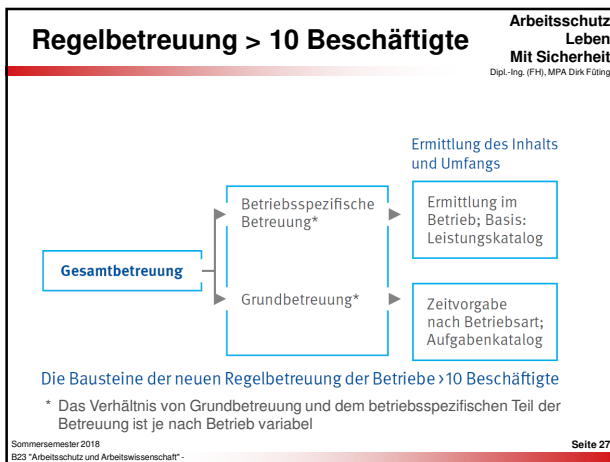 Regelbetreuung > 10 Beschäftigte
Arbeitsschutz
Leben
Mit Sicherheit
Dipl.-Ing. (FH), MPA Dirk Füting
Ermittlung des Inhalts
und Umfangs
Betriebsspezifische
Betreuung*
Ermittlung im
Betrieb; Basis:
Leistungskatalog
Gesamtbetreuung
Grundbetreuung*
Zeitvorgabe
nach Betriebsart;
Aufgabenkatalog
Die Bausteine der neuen Regelbetreuung der Betriebe >10 Beschäftigte
* Das Verhältnis von Grundbetreuung und dem betriebsspezifischen Teil der
Betreuung ist je nach Betrieb variabel
Sommersemester 2018
B23 "Arbeitsschutz und Arbeitswissenschaft" -
Seite 27